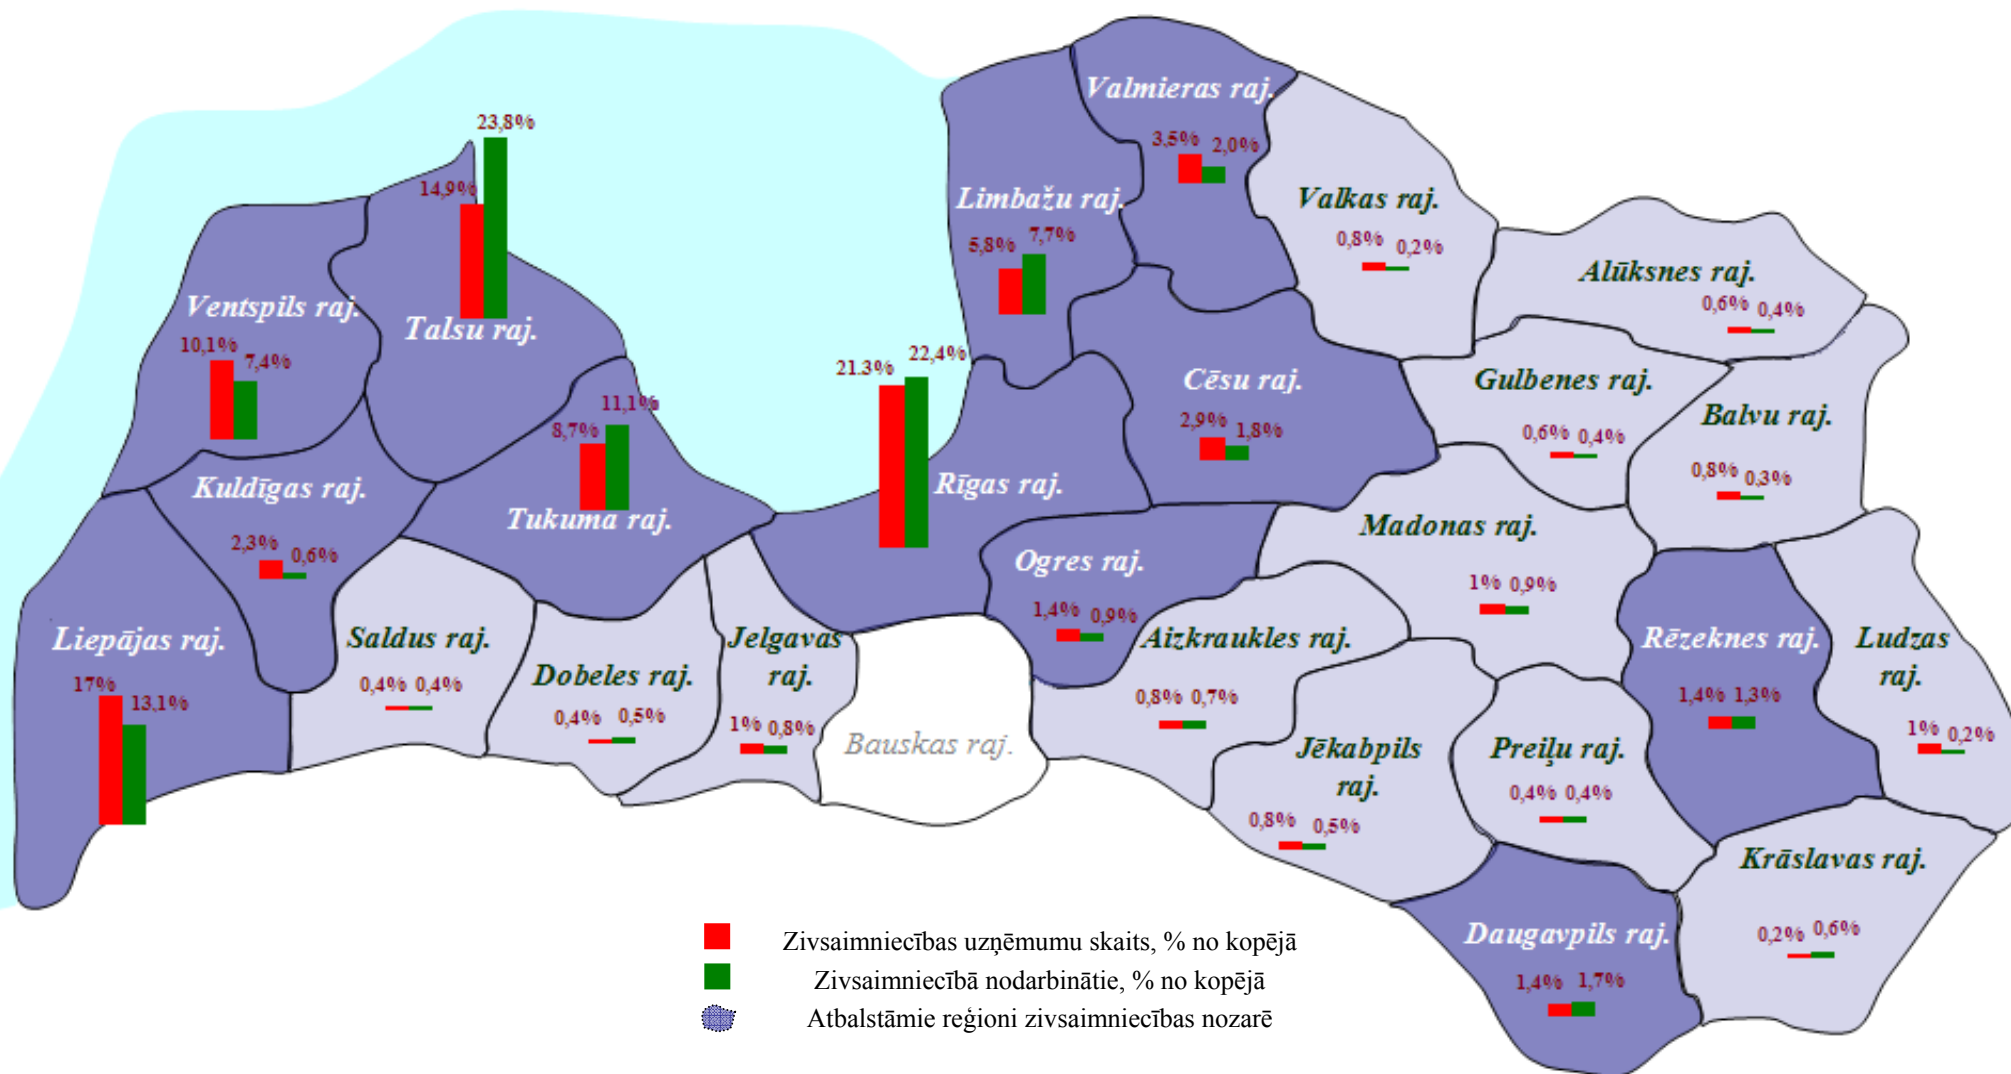 Valmieras raj.
3,5% 2,0%
23,8%
14,9%
Talsu raj.
Limbažu raj.
5,8% 7,7%
Valkas raj.
0,8% 0,2%
Alūksnes raj.
0,6% 0,4%
Ventspils raj.
10,1%
7,4%
21.3% 22,4%
Rīgas raj.
Cēsu raj.
2,9% 1,8%
Gulbenes raj.
0,6% 0,4%
Balvu raj.
0,8% 0,3%
11,1%
8,7%
Tukuma raj.
Kuldīgas raj.
2,3% 0,6%
Madonas raj.
1% 0,9%
Ogres raj.
1,4% 0,9%
Liepājas raj.
17%
13,1%
Saldus raj.
0,4% 0,4%
Dobeles raj.
0,4% 0,5%
Jelgavas
raj.
1% 0,8%
Bauskas raj.
Aizkraukles raj.
0,8% 0,7%
Rēzeknes raj.
1,4% 1,3%
Ludzas
raj.
1% 0,2%
Jēkabpils
raj.
0,8% 0,5%
Preiļu raj.
0,4% 0,4%
Krāslavas raj.
0,2% 0,6%
Daugavpils raj.
1,4% 1,7%
Zivsaimniecības uzņēmumu skaits, % no kopējā
Zivsaimniecībā nodarbinātie, % no kopējā
Atbalstāmie reģioni zivsaimniecības nozarē